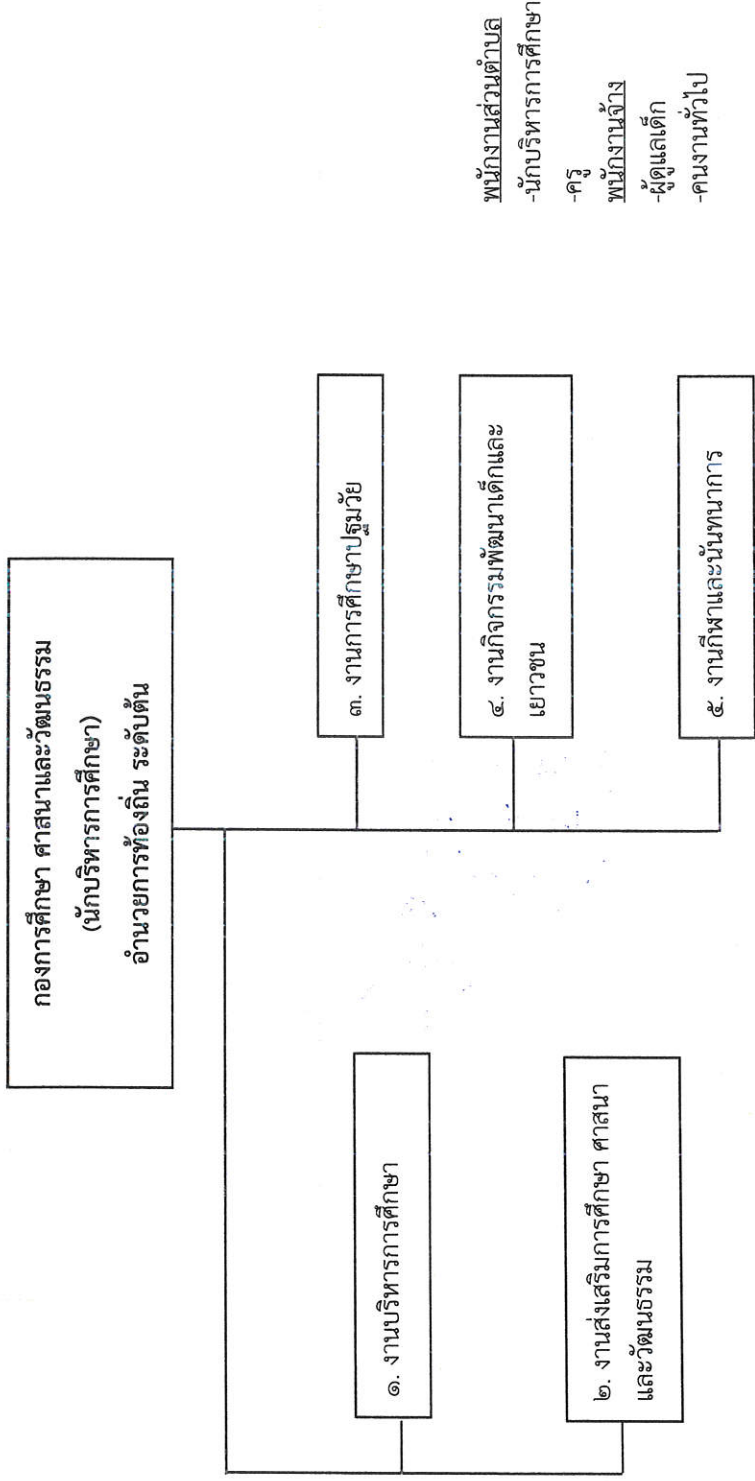 กองการศึกษา ศาสนาและวัฒนธรรม
(นักบริหารการศึกษา)
อำนวยการท้องถิ่น ระดับต้น
๑. งานบริหารการศึกษา
๒. งานส่งเสริมการศึกษา ศาสนา
และวัฒนธรรม
๓. งานการศึกษาปฐมวัย
๔. งานกิจกรรมพัฒนาเด็กและ
เยาวชน
๕. งานกีฬาและนันทนาการ
พนักงานส่วนตำบล
-นักบริหารการศึกษา
-ครู
พนักงานจ้าง
-ผู้ดูแลเด็ก
-คนงานทั่วไป